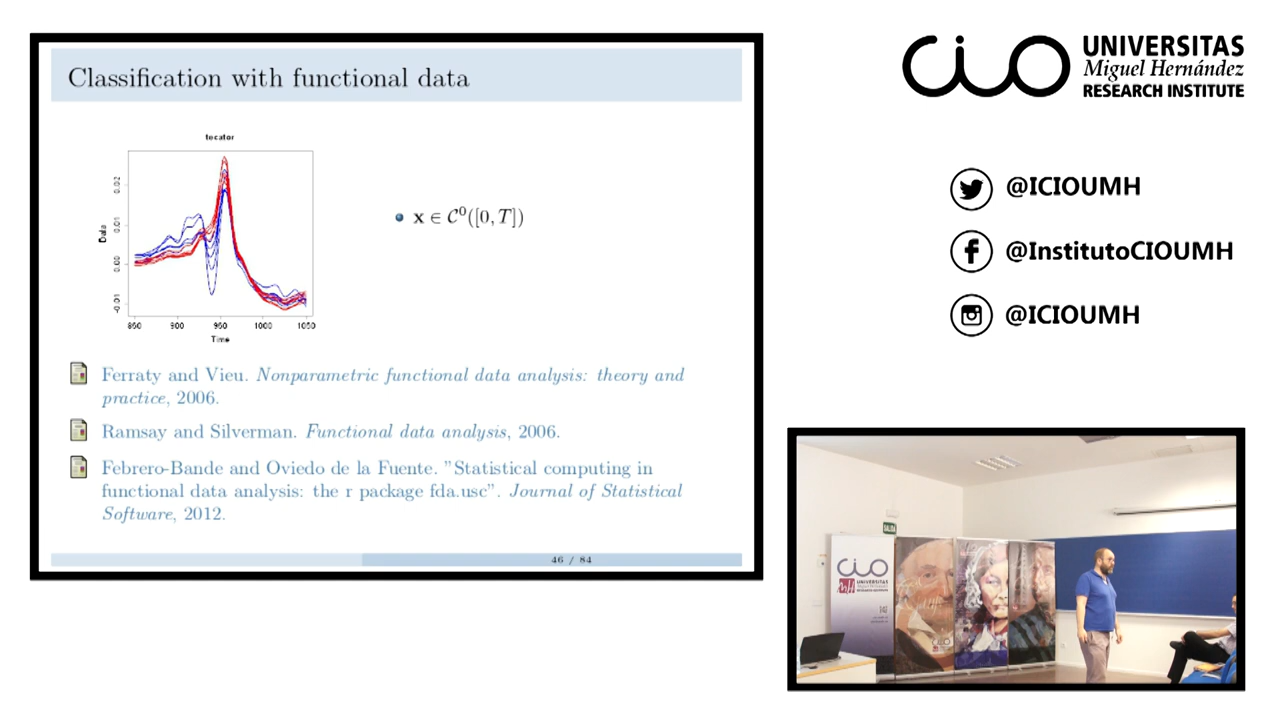 Classification with functional data
tecator
Data
0.02
0.01
0.00
-0.01
850 900 950 1000 1050
Time
x ∈ C⁰([0, T])
Ferraty and Vieu. Nonparametric functional data analysis: theory and
practice, 2006.
Ramsay and Silverman. Functional data analysis, 2006.
Febrero-Bande and Oviedo de la Fuente. "Statistical computing in
functional data analysis: the r package fda.usc". Journal of Statistical
Software, 2012.
46 / 84
cio
UNIVERSITAS
Miguel Hernández
RESEARCH INSTITUTE
@ICIOUMH
@InstitutoCIOUMH
@ICIOUMH
SALIDA
cio
UNIVERSITAS